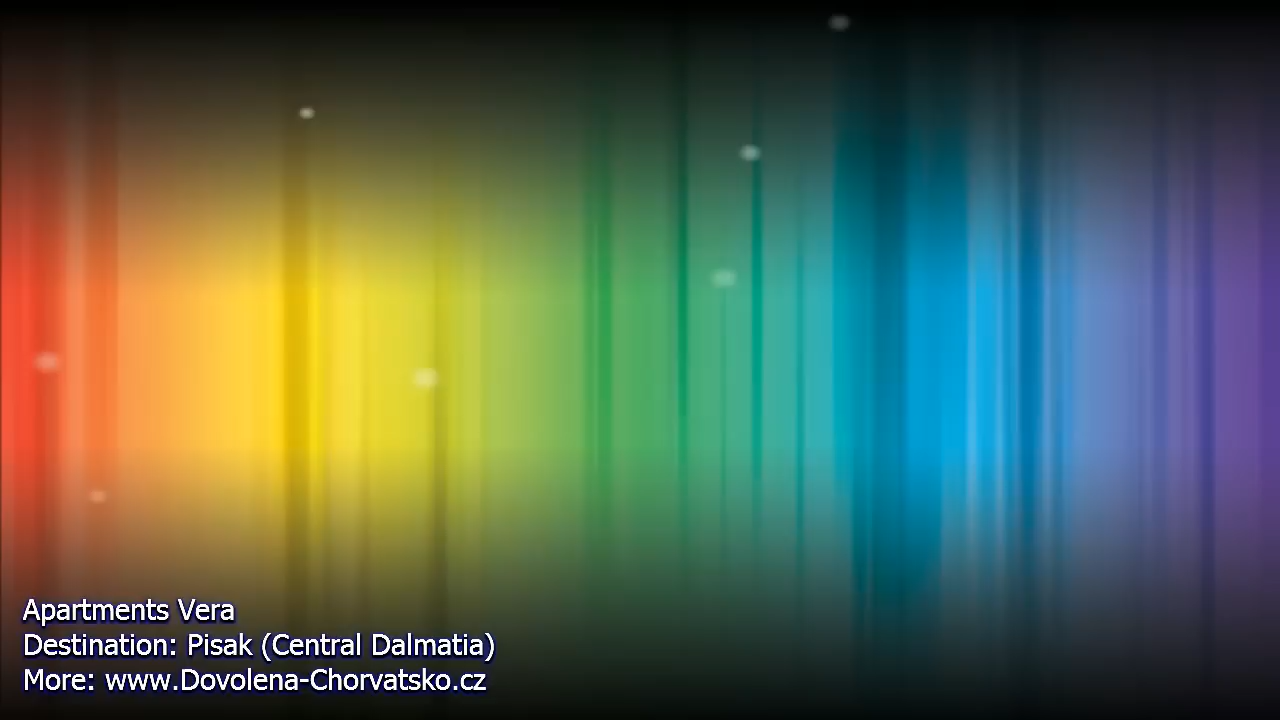 Apartments Vera
Destination: Pisak (Central Dalmatia)
More: www.Dovolena-Chorvatsko.cz